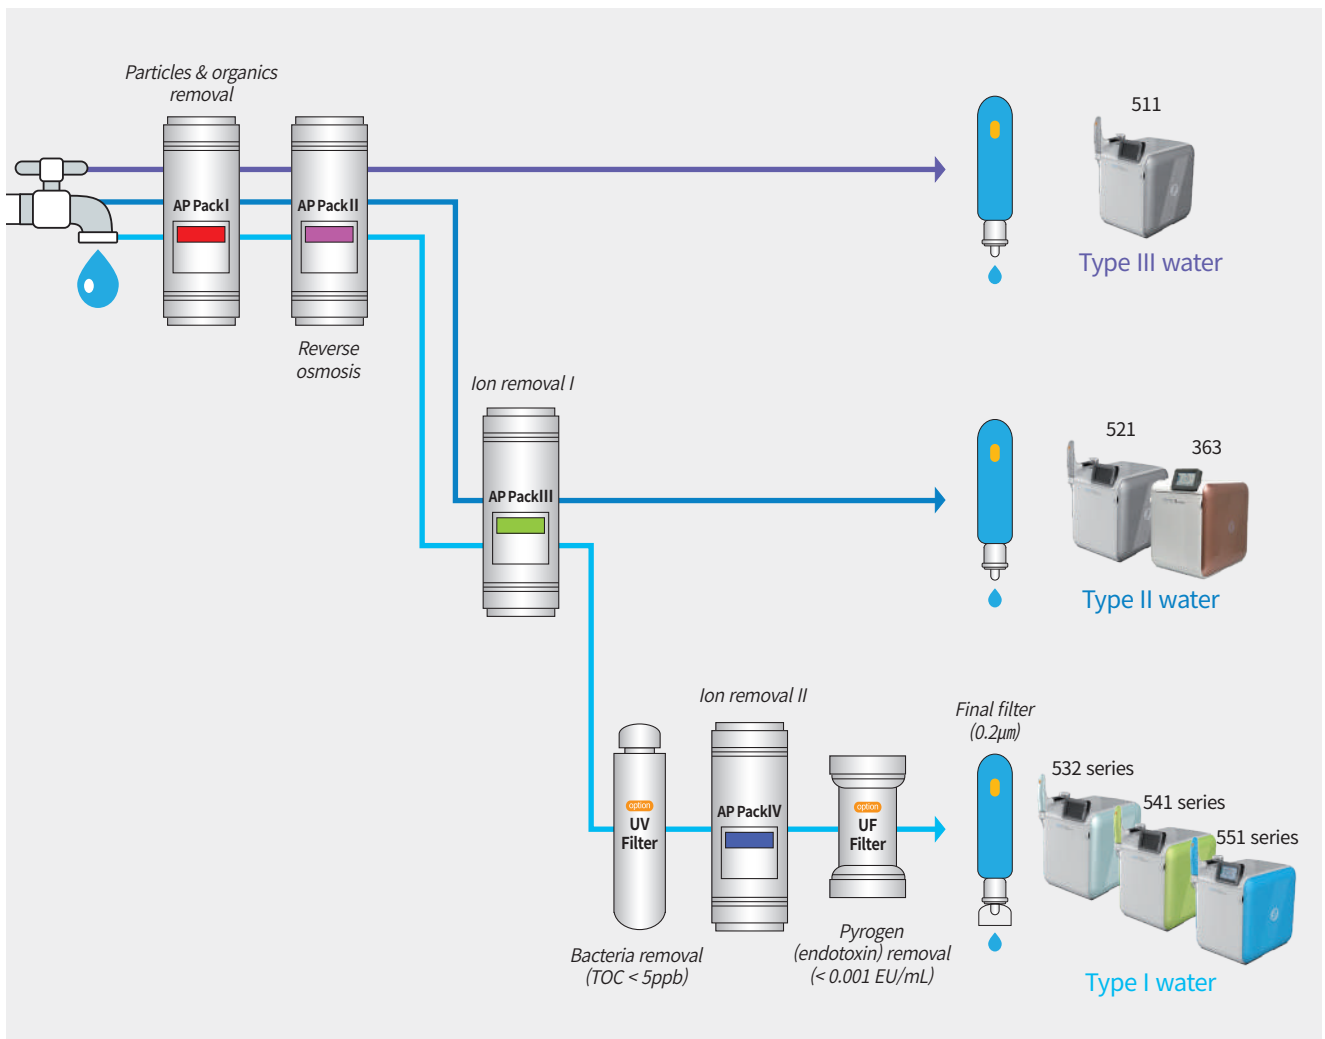 Particles & organics
removal
AP Pack I
AP Pack II
Reverse
osmosis
511
Type III water
Ion removal I
AP Pack III
521
363
Type II water
Ion removal II
option
UV
Filter
AP Pack IV
option
UF
Filter
Bacteria removal
(TOC < 5ppb)
Pyrogen
(endotoxin) removal
(< 0.001 EU/mL)
Final filter
(0.2㎛)
532 series
541 series
551 series
Type I water